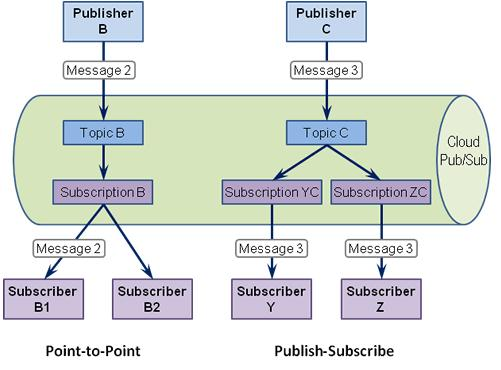 Publisher
B
Publisher
C
Message 2
Message 3
Topic B
Topic C
Cloud
Pub/Sub
Subscription B
Subscription YC
Subscription ZC
Message 2
Message 3
Message 3
Subscriber
B1
Subscriber
B2
Subscriber
Y
Subscriber
Z
Point-to-Point
Publish-Subscribe